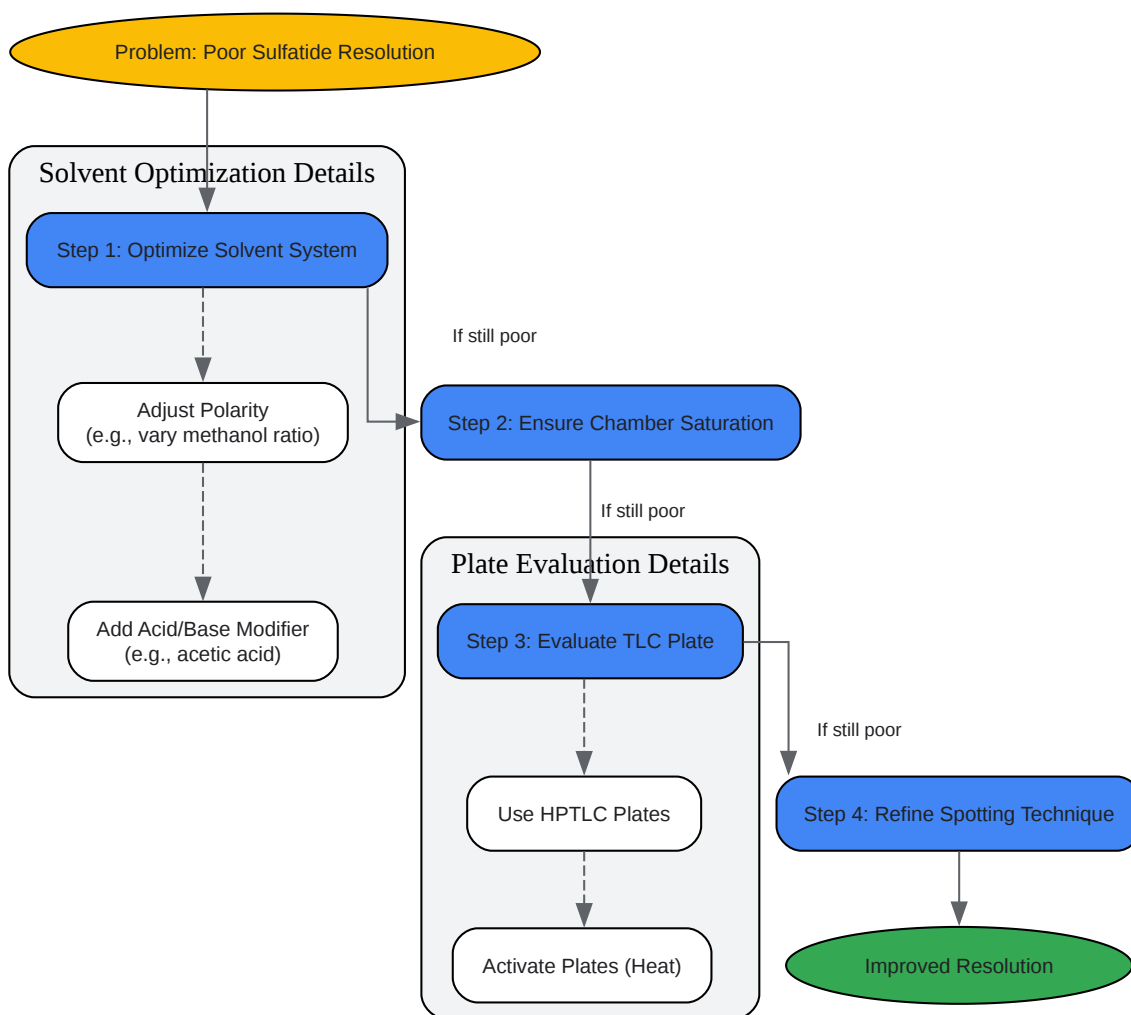 Problem: Poor Sulfatide Resolution
Solvent Optimization Details
Step 1: Optimize Solvent System
If still poor
Adjust Polarity
(e.g., vary methanol ratio)
Step 2: Ensure Chamber Saturation
If still poor
Plate Evaluation Details
Add Acid/Base Modifier
(e.g., acetic acid)
Step 3: Evaluate TLC Plate
If still poor
Use HPTLC Plates
Step 4: Refine Spotting Technique
Activate Plates (Heat)
Improved Resolution